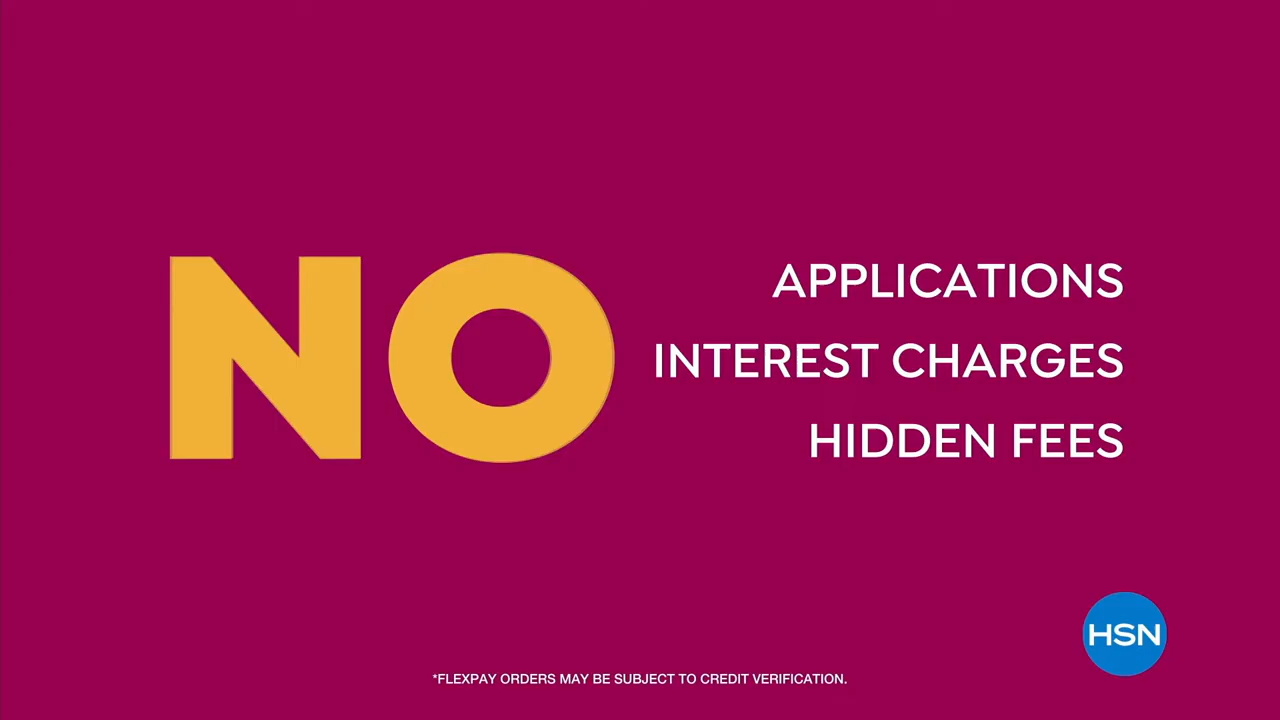 NO
APPLICATIONS
INTEREST CHARGES
HIDDEN FEES
HSN
*FLEXPAY ORDERS MAY BE SUBJECT TO CREDIT VERIFICATION.